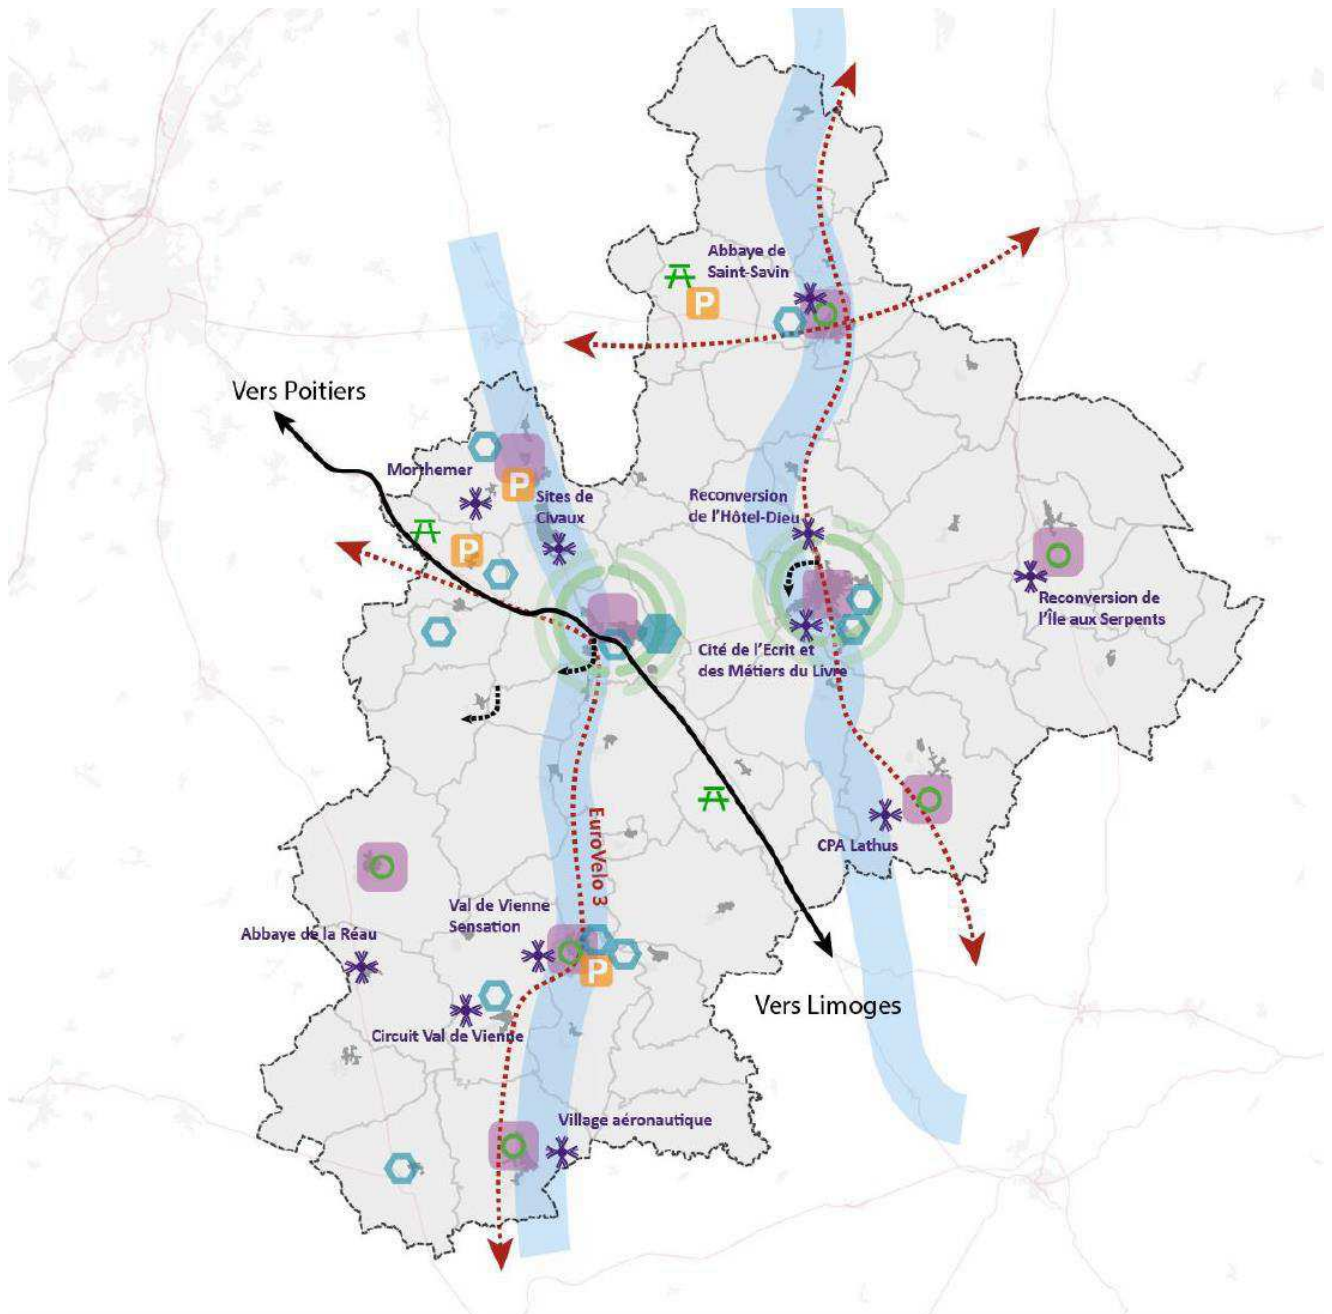 Abbaye de
Saint-Savin
P
Vers Poitiers
Morthemer
P
Sites de
Civaux
P
Reconversion
de l'Hôtel-Dieu
Reconversion de
l'Île aux Serpents
Cité de l'Ecrit et
des Métiers du Livre
EuroVelo 3
CPA Lathus
Val de Vienne
Sensation
P
Abbaye de la Réau
Vers Limoges
Circuit Val de Vienne
Village aéronautique